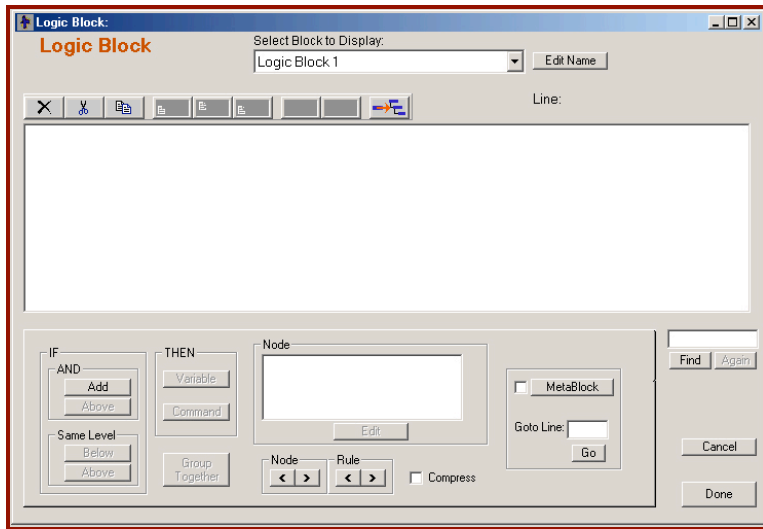 Logic Block:
Logic Block
Select Block to Display:
Logic Block 1
Edit Name
Line:
IF
AND
Add
Above
Same Level
Below
Above
THEN
Variable
Command
Group
Together
Node
Edit
Node
< >
Rule
< >
Compress
MetaBlock
Goto Line:
Go
Find
Again
Cancel
Done